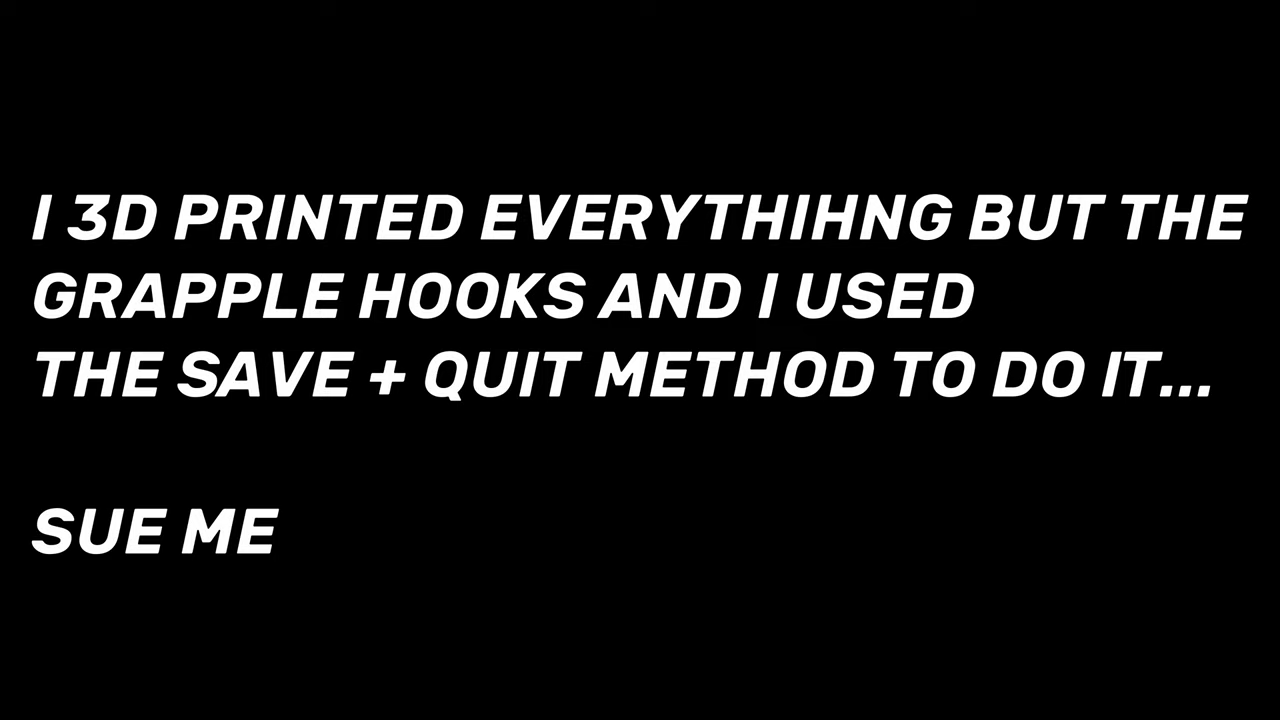 I 3D PRINTED EVERYTHIHNG BUT THE
GRAPPLE HOOKS AND I USED
THE SAVE + QUIT METHOD TO DO IT...
SUE ME